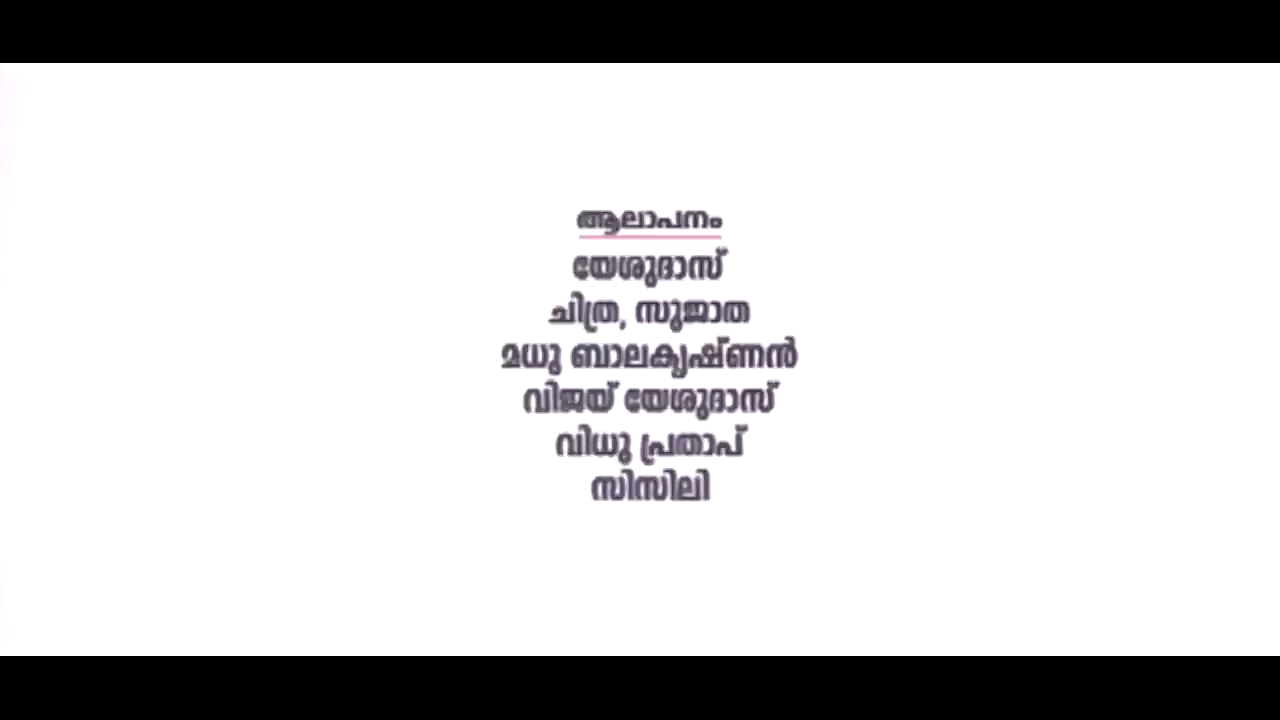 ആലാപനം
യേശുദാസ്
ചിത്ര, സുജാത
മധു ബാലകൃഷ്ണൻ
വിജയ് യേശുദാസ്
വിധു പ്രതാപ്
സിസിലി